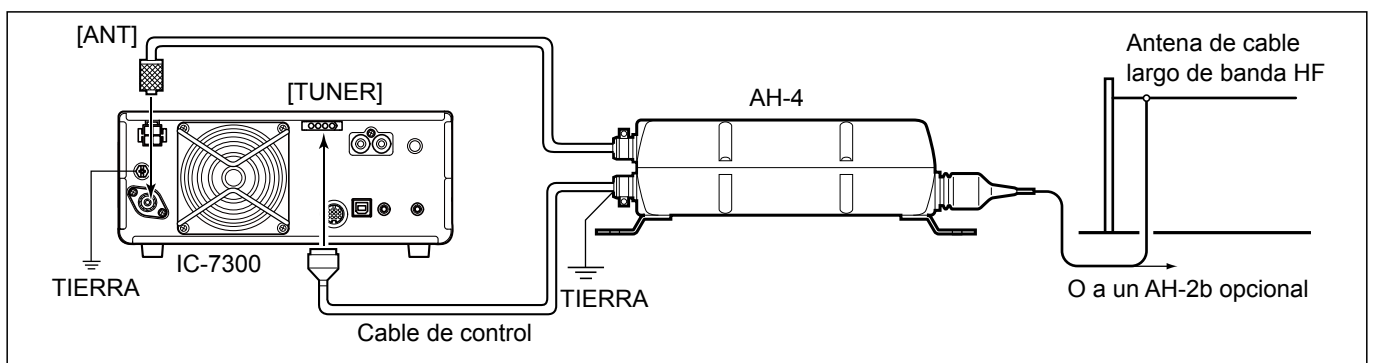 [ANT]
[TUNER]
AH-4
Antena de cable
largo de banda HF
IC-7300
TIERRA
TIERRA
Cable de control
O a un AH-2b opcional